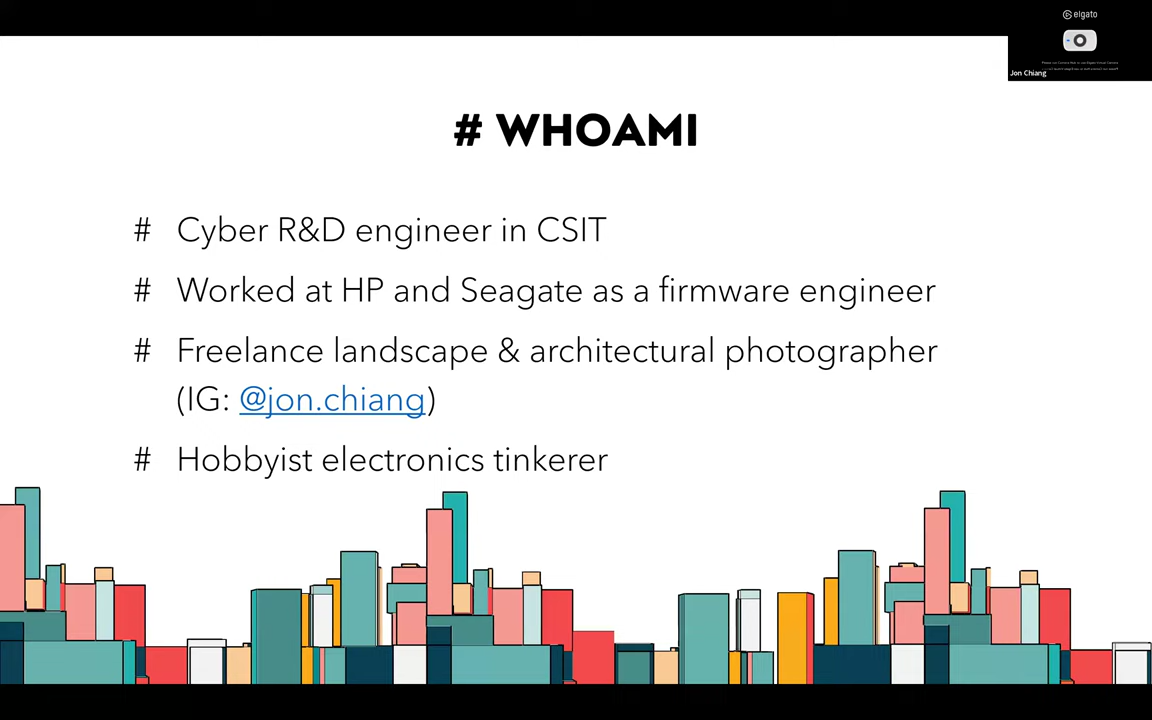 elgato
Jon Chiang
# WHOAMI
# Cyber R&D engineer in CSIT
# Worked at HP and Seagate as a firmware engineer
# Freelance landscape & architectural photographer
(IG: @jon.chiang)
# Hobbyist electronics tinkerer